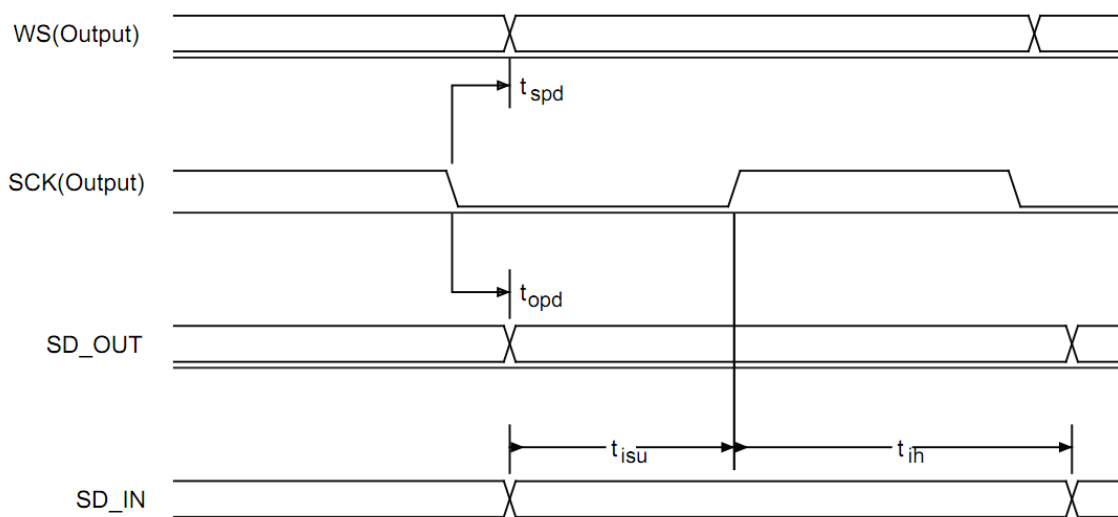 WS(Output)
t spd
SCK(Output)
t opd
SD_OUT
t isu
t ih
SD_IN